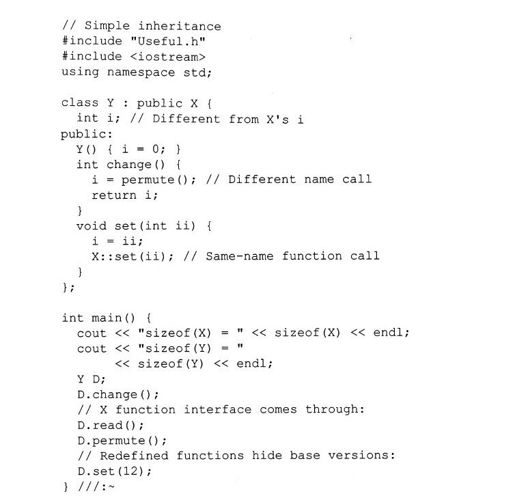 // Simple inheritance
#include "Useful.h"
#include <iostream>
using namespace std;

class Y : public X {
  int i; // Different from X's i
public:
  Y() { i = 0; }
  int change() {
    i = permute(); // Different name call
    return i;
  }
  void set(int ii) {
    i = ii;
    X::set(ii); // Same-name function call
  }
};

int main() {
  cout << "sizeof(X) = " << sizeof(X) << endl;
  cout << "sizeof(Y) = "
       << sizeof(Y) << endl;
  Y D;
  D.change();
  // X function interface comes through:
  D.read();
  D.permute();
  // Redefined functions hide base versions:
  D.set(12);
} ///:~